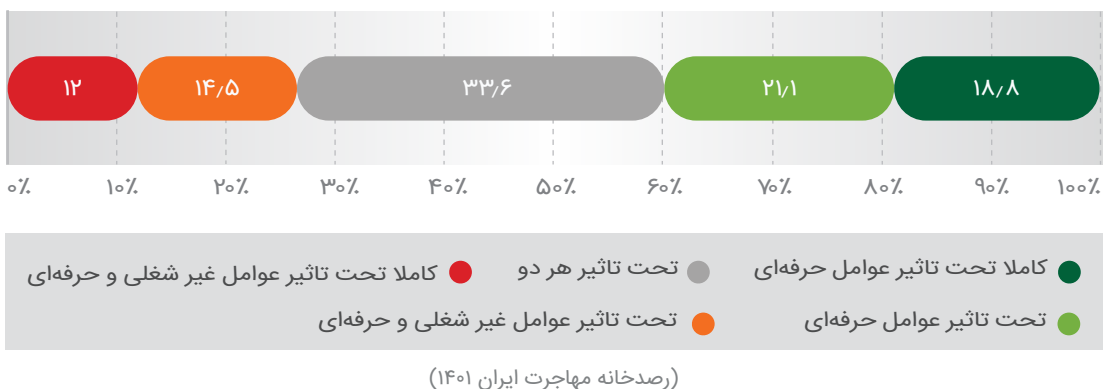 ۱۲ ۱۴٫۵ ۳۳٫۶ ۲۱٫۱ ۱۸٫۸
۰٪ ۱۰٪ ۲۰٪ ۳۰٪ ۴۰٪ ۵۰٪ ۶۰٪ ۷۰٪ ۸۰٪ ۹۰٪ ۱۰۰٪
کاملا تحت تاثیر عوامل حرفه‌ای تحت تاثیر هر دو کاملا تحت تاثیر عوامل غیر شغلی و حرفه‌ای
تحت تاثیر عوامل حرفه‌ای تحت تاثیر عوامل غیر شغلی و حرفه‌ای
(رصدخانه مهاجرت ایران ۱۴۰۱)